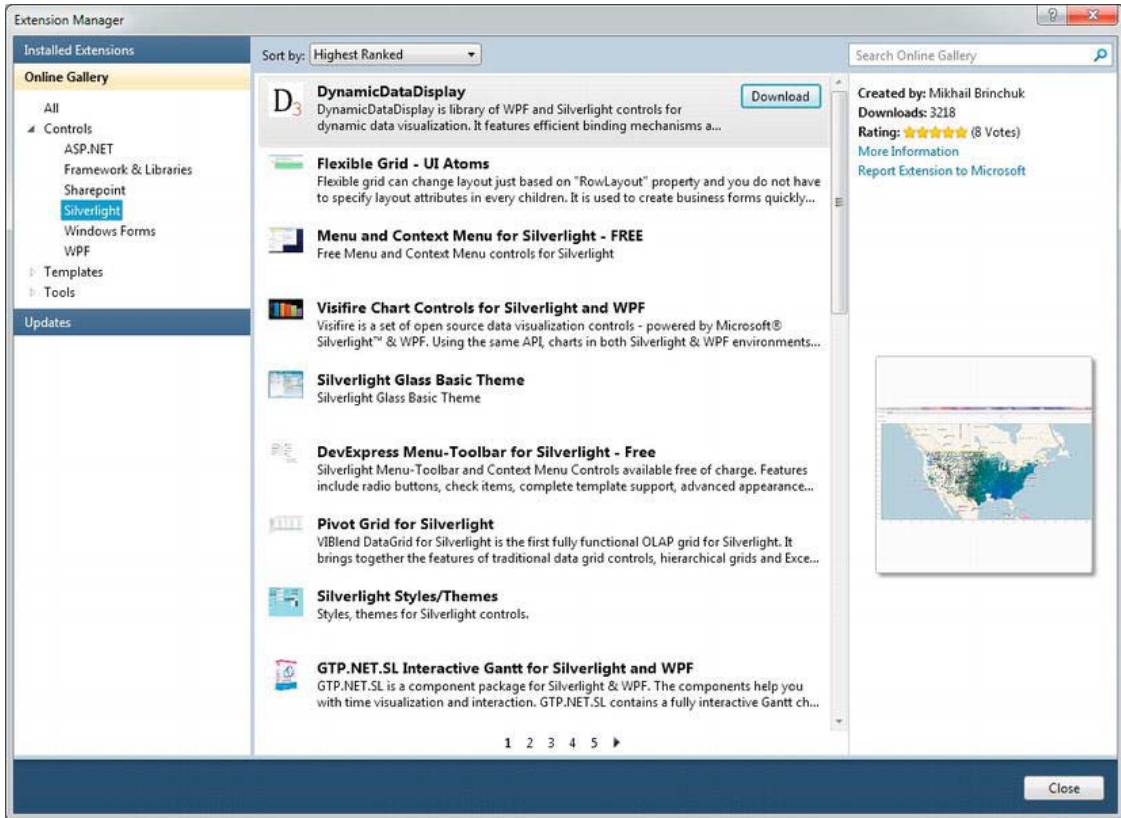 Extension Manager
Installed Extensions
Online Gallery
All
Controls
ASP.NET
Framework & Libraries
Sharepoint
Silverlight
Windows Forms
WPF
Templates
Tools
Updates
Sort by: Highest Ranked
D3
DynamicDataDisplay
DynamicDataDisplay is library of WPF and Silverlight controls for
dynamic data visualization. It features efficient binding mechanisms a...
Download
Flexible Grid - UI Atoms
Flexible grid can change layout just based on "RowLayout" property and you do not have
to specify layout attributes in every children. It is used to create business forms quickly...
Menu and Context Menu for Silverlight - FREE
Free Menu and Context Menu controls for Silverlight
Visifire Chart Controls for Silverlight and WPF
Visifire is a set of open source data visualization controls - powered by Microsoft®
Silverlight™ & WPF. Using the same API, charts in both Silverlight & WPF environments...
Silverlight Glass Basic Theme
Silverlight Glass Basic Theme
DevExpress Menu-Toolbar for Silverlight - Free
Silverlight Menu-Toolbar and Context Menu Controls available free of charge. Features
include radio buttons, check items, complete template support, advanced appearance...
Pivot Grid for Silverlight
VIBlend DataGrid for Silverlight is the first fully functional OLAP grid for Silverlight. It
brings together the features of traditional data grid controls, hierarchical grids and Exce...
Silverlight Styles/Themes
Styles, themes for Silverlight controls.
GTP.NET.SL Interactive Gantt for Silverlight and WPF
GTP.NET.SL is a component package for Silverlight & WPF. The components help you
with time visualization and interaction. GTP.NET.SL contains a fully interactive Gantt ch...
1 2 3 4 5
Search Online Gallery
Created by: Mikhail Brinchuk
Downloads: 3218
Rating: (8 Votes)
More Information
Report Extension to Microsoft
Close